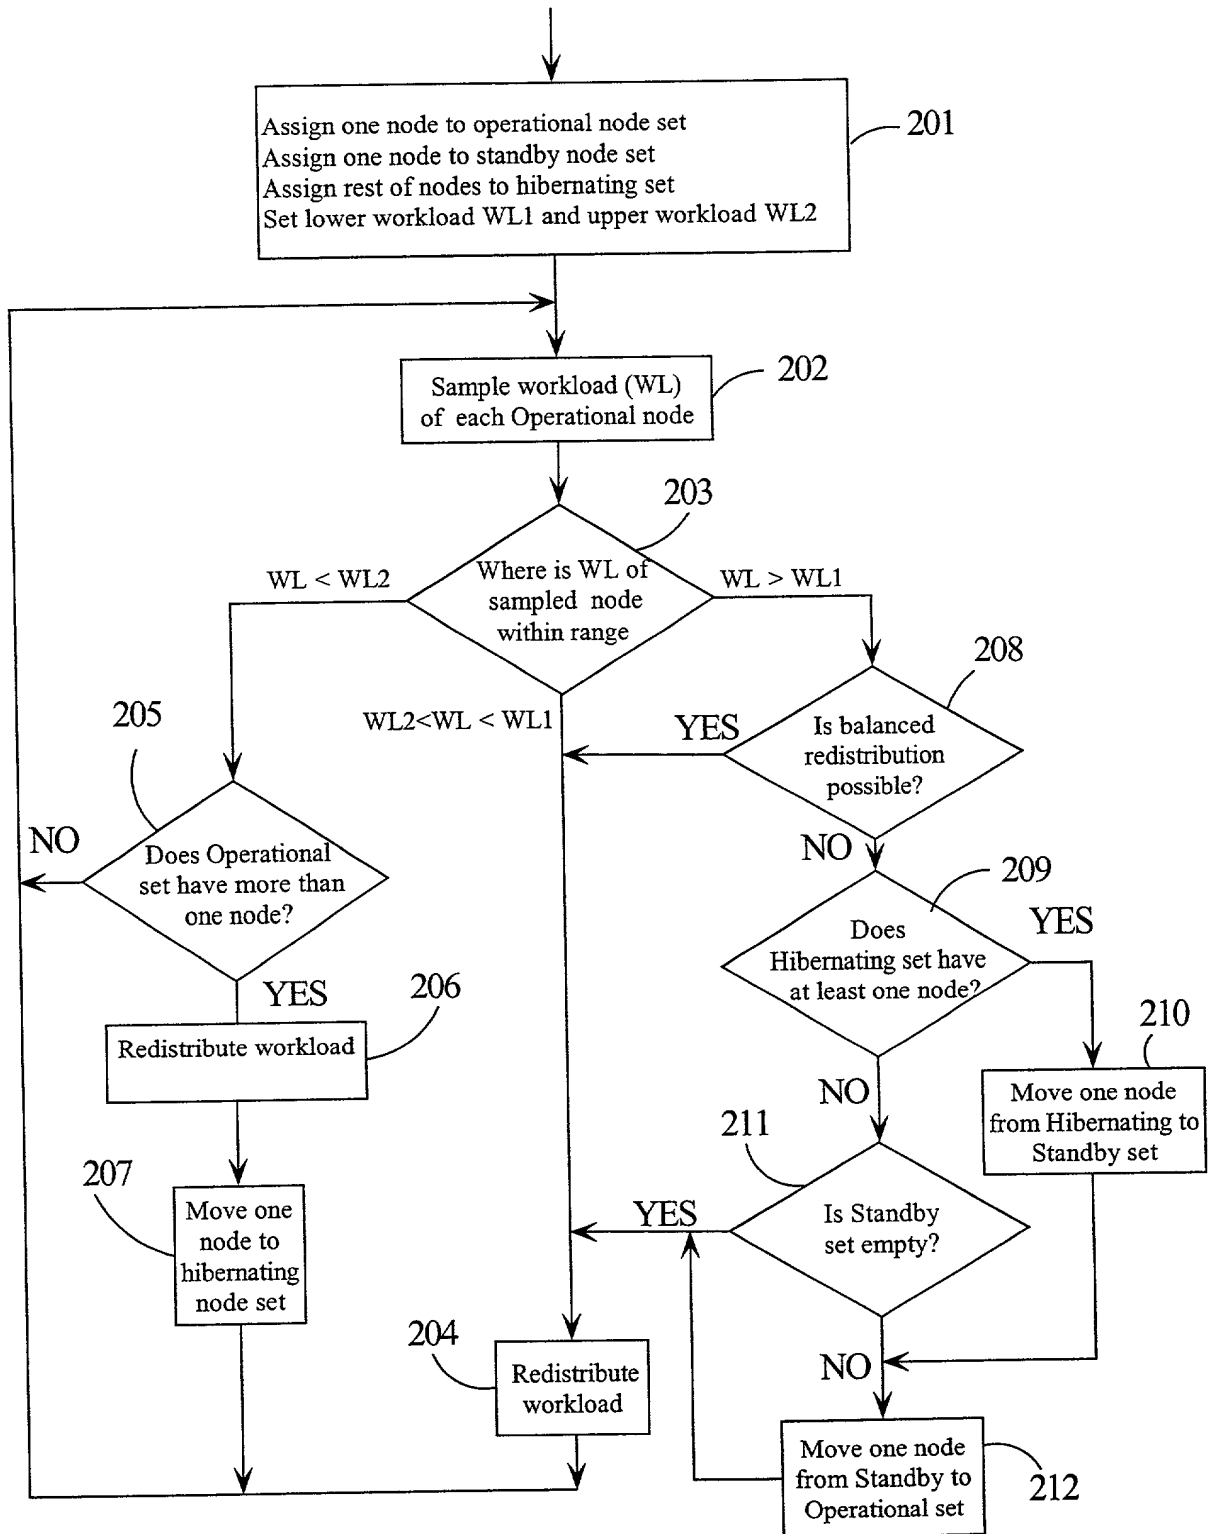 Assign one node to operational node set
Assign one node to standby node set
Assign rest of nodes to hibernating set
Set lower workload WL1 and upper workload WL2
201
Sample workload (WL)
of each Operational node
202
203
Where is WL of
sampled node
within range
WL < WL2
WL > WL1
WL2<WL < WL1
208
Is balanced
redistribution
possible?
YES
NO
205
Does Operational
set have more than
one node?
NO
YES
209
Does
Hibernating set have
at least one node?
YES
NO
206
Redistribute workload
210
Move one node
from Hibernating to
Standby set
211
Is Standby
set empty?
YES
NO
207
Move one
node to
hibernating
node set
204
Redistribute
workload
Move one node
from Standby to
Operational set
212